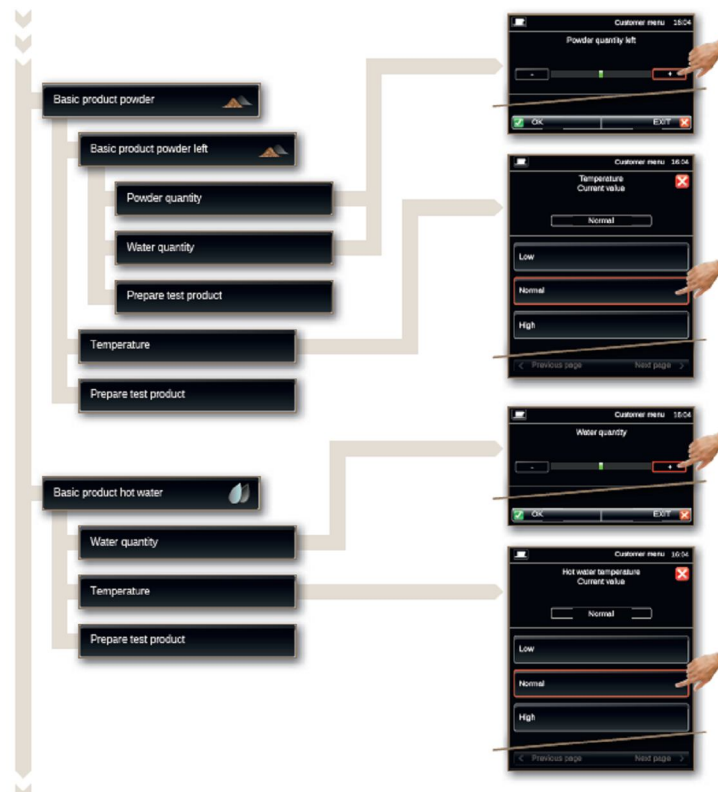 Customer menu 16:04
Powder quantity left
- +
OK EXIT
Basic product powder
Basic product powder left
Powder quantity
Water quantity
Prepare test product
Temperature
Prepare test product
Customer menu 16:04
Temperature
Current value
Normal
Low
Normal
High
< Previous page Next page >
Customer menu 16:04
Water quantity
- +
OK EXIT
Basic product hot water
Water quantity
Temperature
Prepare test product
Customer menu 16:04
Hot water temperature
Current value
Normal
Low
Normal
High
< Previous page Next page >